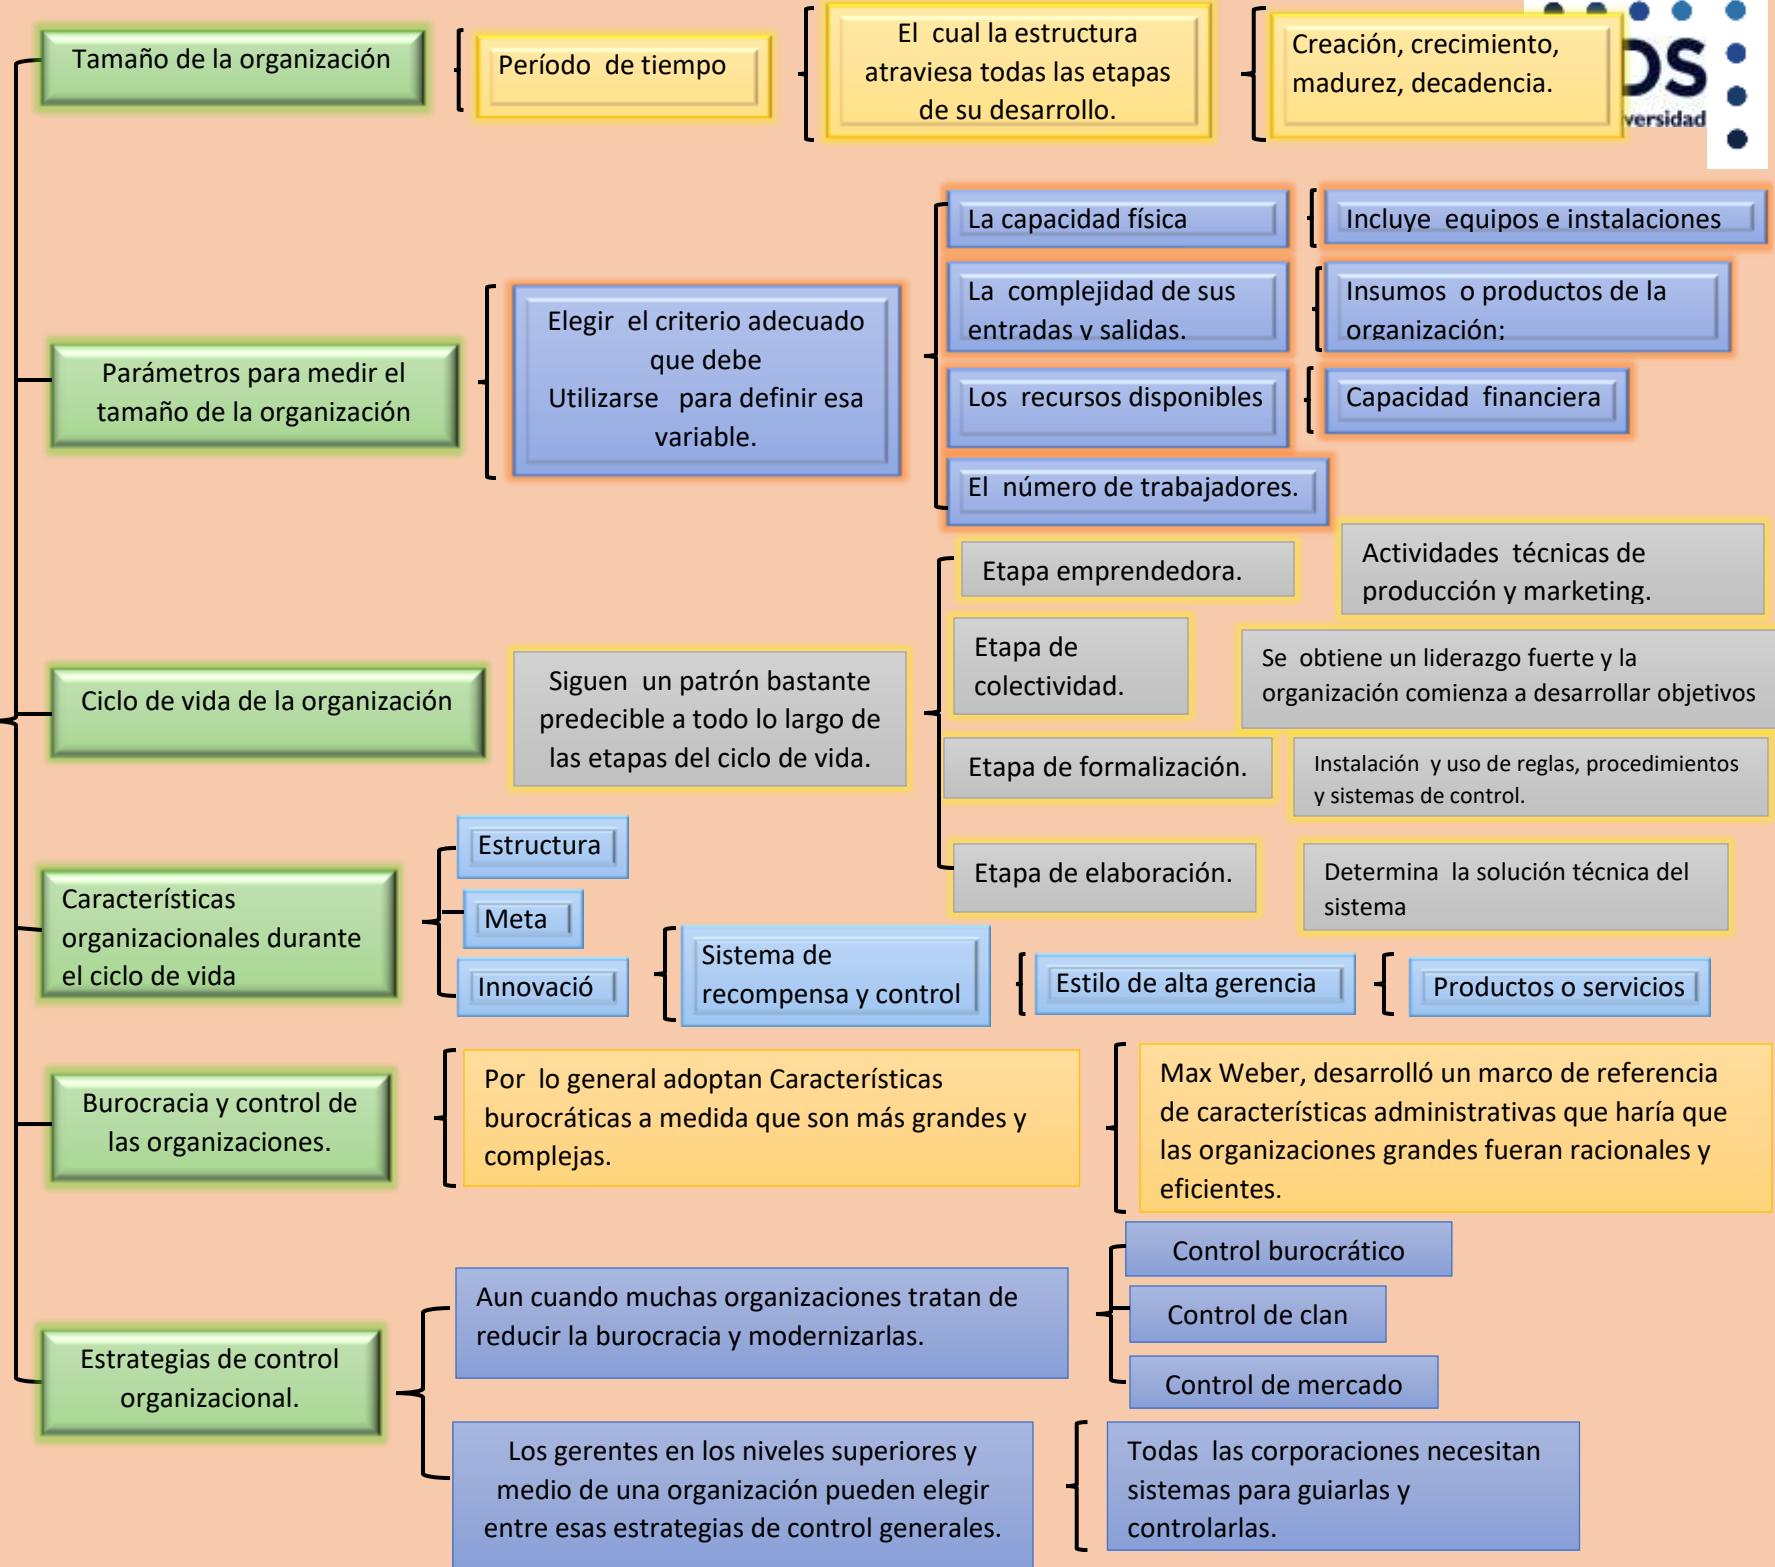 Tamaño de la organización
Período de tiempo
El cual la estructura
atraviesa todas las etapas
de su desarrollo.
Creación, crecimiento,
madurez, decadencia.
DS
versidad
Parámetros para medir el
tamaño de la organización
Elegir el criterio adecuado
que debe
Utilizarse para definir esa
variable.
La capacidad física
Incluye equipos e instalaciones
La complejidad de sus
entradas y salidas.
Insumos o productos de la
organización;
Los recursos disponibles
Capacidad financiera
El número de trabajadores.
Ciclo de vida de la organización
Siguen un patrón bastante
predecible a todo lo largo de
las etapas del ciclo de vida.
Etapa emprendedora.
Actividades técnicas de
producción y marketing.
Etapa de
colectividad.
Se obtiene un liderazgo fuerte y la
organización comienza a desarrollar objetivos
Etapa de formalización.
Instalación y uso de reglas, procedimientos
y sistemas de control.
Etapa de elaboración.
Determina la solución técnica del
sistema
Características
organizacionales durante
el ciclo de vida
Estructura
Meta
Innovació
Sistema de
recompensa y control
Estilo de alta gerencia
Productos o servicios
Burocracia y control de
las organizaciones.
Por lo general adoptan Características
burocráticas a medida que son más grandes y
complejas.
Max Weber, desarrolló un marco de referencia
de características administrativas que haría que
las organizaciones grandes fueran racionales y
eficientes.
Estrategias de control
organizacional.
Aun cuando muchas organizaciones tratan de
reducir la burocracia y modernizarlas.
Control burocrático
Control de clan
Control de mercado
Los gerentes en los niveles superiores y
medio de una organización pueden elegir
entre esas estrategias de control generales.
Todas las corporaciones necesitan
sistemas para guiarlas y
controlarlas.